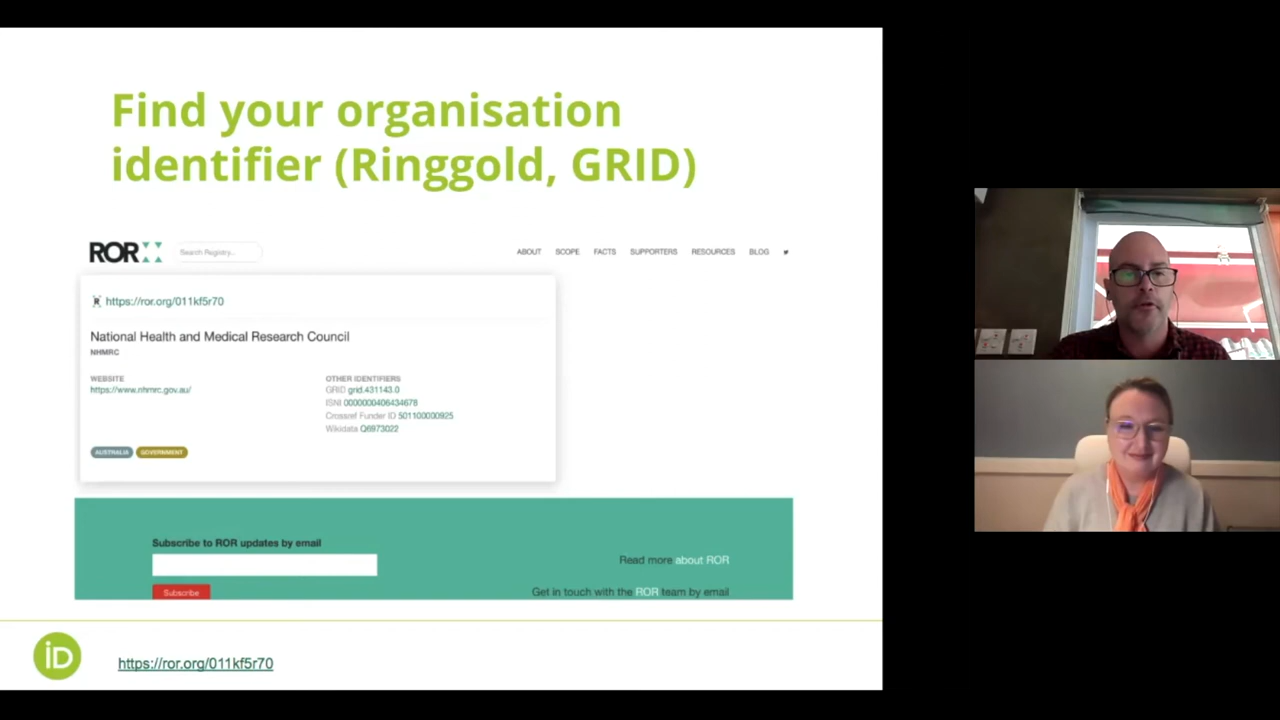 Find your organisation
identifier (Ringgold, GRID)
ROR
Search Registry...
ABOUT SCOPE FACTS SUPPORTERS RESOURCES BLOG
https://ror.org/011kf5r70
National Health and Medical Research Council
NHMRC
WEBSITE
https://www.nhmrc.gov.au/
OTHER IDENTIFIERS
GRID grid.431143.0
ISNI 0000000406434678
Crossref Funder ID 501100000925
Wikidata Q6973022
AUSTRALIA GOVERNMENT
Subscribe to ROR updates by email
Subscribe
Read more about ROR
Get in touch with the ROR team by email
iD
https://ror.org/011kf5r70